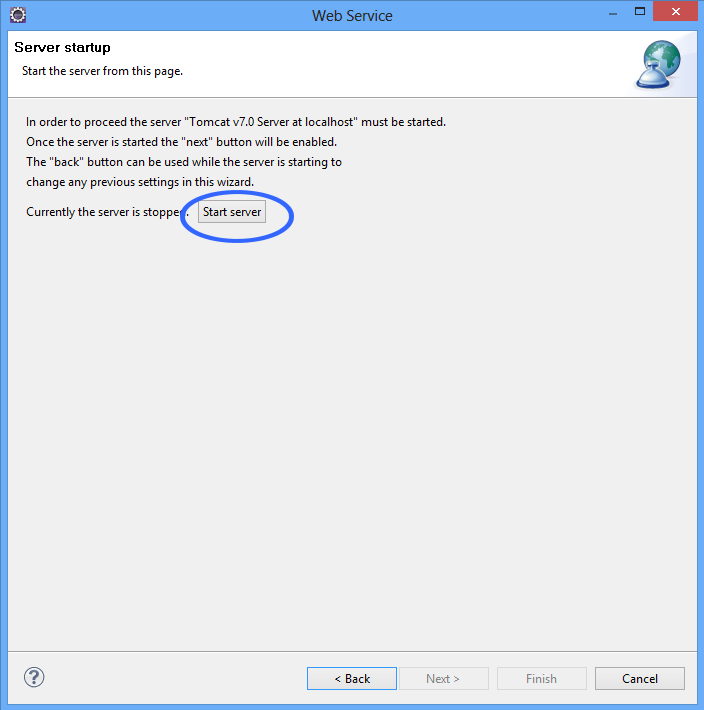 Web Service
Server startup
Start the server from this page.
In order to proceed the server "Tomcat v7.0 Server at localhost" must be started.
Once the server is started the "next" button will be enabled.
The "back" button can be used while the server is starting to
change any previous settings in this wizard.
Currently the server is stopped. Start server
? < Back Next > Finish Cancel